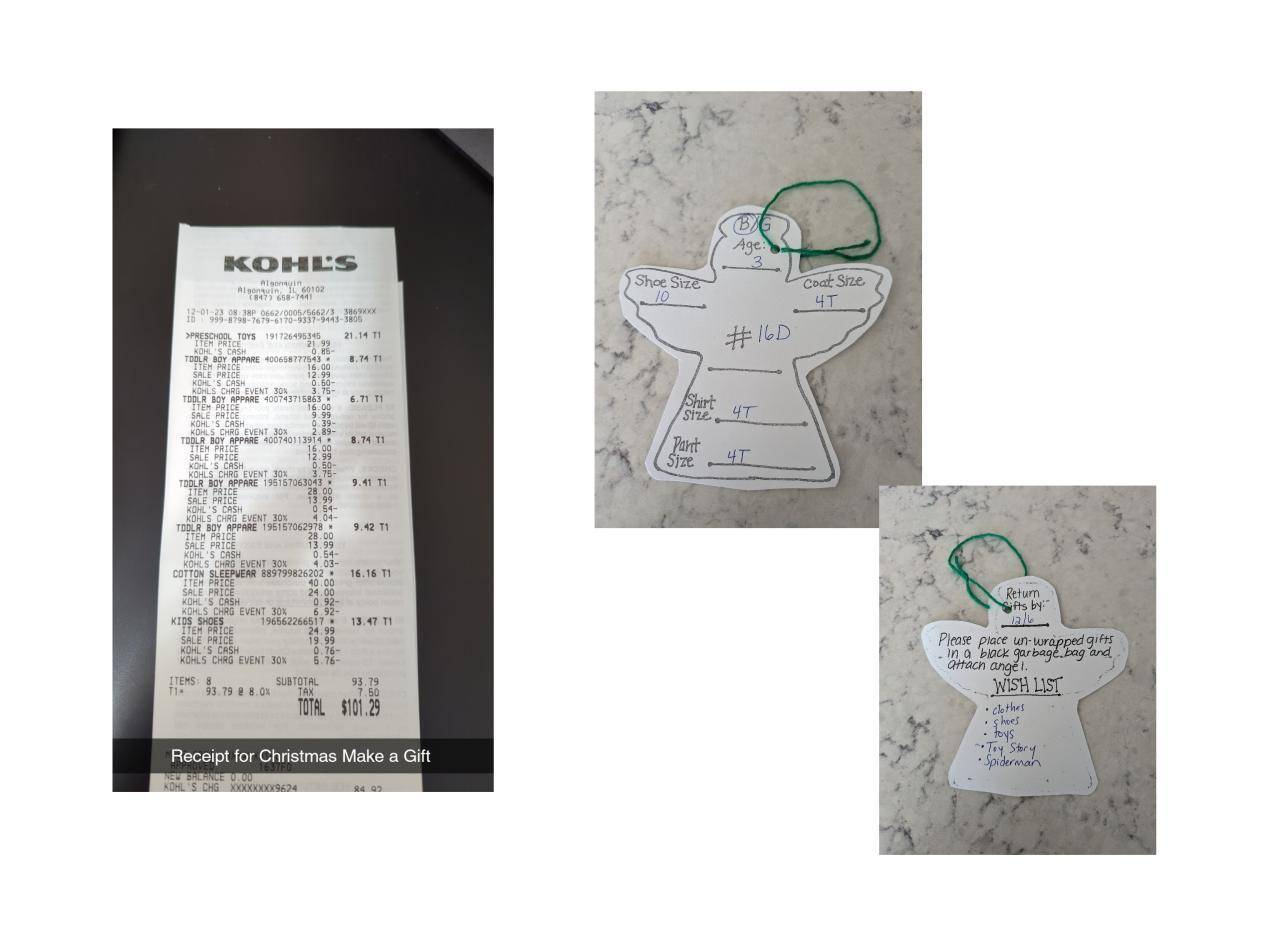 KOHL'S
Algonquin
Algonquin, IL 60102
(847) 658-7441
12-01-23 08:38P 0662/0005/5662/3 3869XXX
ID : 999-8798-7679-6170-9337-9443-3805
>PRESCHOOL TOYS 191726495345 21.14 T1
ITEM PRICE 21.99
KOHL'S CASH 0.85-
TDDLR BOY APPARE 400658777543 * 8.74 T1
ITEM PRICE 16.00
SALE PRICE 12.99
KOHL'S CASH 0.50-
KOHLS CHRG EVENT 30% 3.75-
TDDLR BOY APPARE 400743715863 * 6.71 T1
ITEM PRICE 16.00
SALE PRICE 9.99
KOHL'S CASH 0.39-
KOHLS CHRG EVENT 30% 2.89-
TDDLR BOY APPARE 400740113914 * 8.74 T1
ITEM PRICE 16.00
SALE PRICE 12.99
KOHL'S CASH 0.50-
KOHLS CHRG EVENT 30% 3.75-
TDDLR BOY APPARE 195157063043 * 9.41 T1
ITEM PRICE 28.00
SALE PRICE 13.99
KOHL'S CASH 0.54-
KOHLS CHRG EVENT 30% 4.04-
TDDLR BOY APPARE 195157062978 * 9.42 T1
ITEM PRICE 28.00
SALE PRICE 13.99
KOHL'S CASH 0.54-
KOHLS CHRG EVENT 30% 4.03-
COTTON SLEEPWEAR 889799826202 * 16.16 T1
ITEM PRICE 40.00
SALE PRICE 24.00
KOHL'S CASH 0.92-
KOHLS CHRG EVENT 30% 6.92-
KIDS SHOES 196562266517 * 13.47 T1
ITEM PRICE 24.99
SALE PRICE 19.99
KOHL'S CASH 0.76-
KOHLS CHRG EVENT 30% 5.76-
ITEMS: 8 SUBTOTAL 93.79
T1* 93.79 @ 8.0% TAX 7.50
TOTAL $101.29
Receipt for Christmas Make a Gift
APPROVED:
NEW BALANCE 0.00
KOHL'S CHG XXXXXXXX9624 84.92
B/G
Age:
3
Shoe Size
10
Coat Size
4T
# 16D
Shirt
Size 4T
Pant
Size 4T
Return
Gifts by:
12/6
Please place un-wrapped gifts
in a black garbage bag and
attach angel.
WISH LIST
• clothes
• shoes
• toys
• Toy Story
• Spiderman